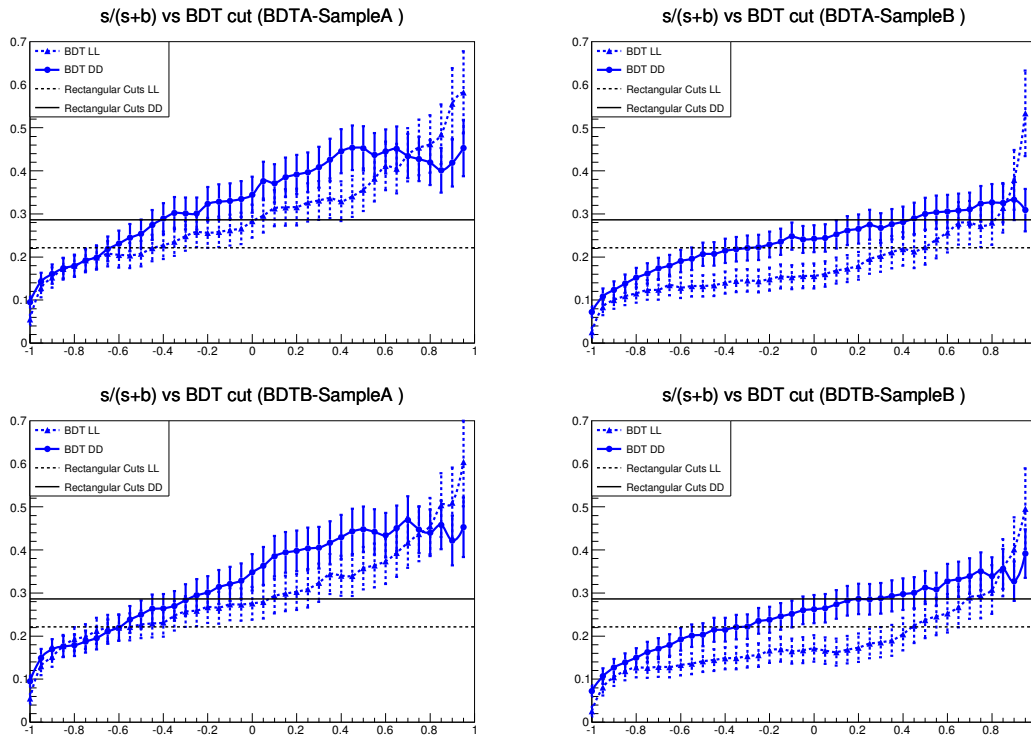 s/(s+b) vs BDT cut (BDTA-SampleA )
0.7
0.6
0.5
0.4
0.3
0.2
0.1
0
BDT LL
BDT DD
Rectangular Cuts LL
Rectangular Cuts DD
-1 -0.8 -0.6 -0.4 -0.2 0 0.2 0.4 0.6 0.8 1
s/(s+b) vs BDT cut (BDTA-SampleB )
0.7
0.6
0.5
0.4
0.3
0.2
0.1
0
BDT LL
BDT DD
Rectangular Cuts LL
Rectangular Cuts DD
-1 -0.8 -0.6 -0.4 -0.2 0 0.2 0.4 0.6 0.8
s/(s+b) vs BDT cut (BDTB-SampleA )
0.7
0.6
0.5
0.4
0.3
0.2
0.1
0
BDT LL
BDT DD
Rectangular Cuts LL
Rectangular Cuts DD
-1 -0.8 -0.6 -0.4 -0.2 0 0.2 0.4 0.6 0.8 1
s/(s+b) vs BDT cut (BDTB-SampleB )
0.7
0.6
0.5
0.4
0.3
0.2
0.1
0
BDT LL
BDT DD
Rectangular Cuts LL
Rectangular Cuts DD
-1 -0.8 -0.6 -0.4 -0.2 0 0.2 0.4 0.6 0.8